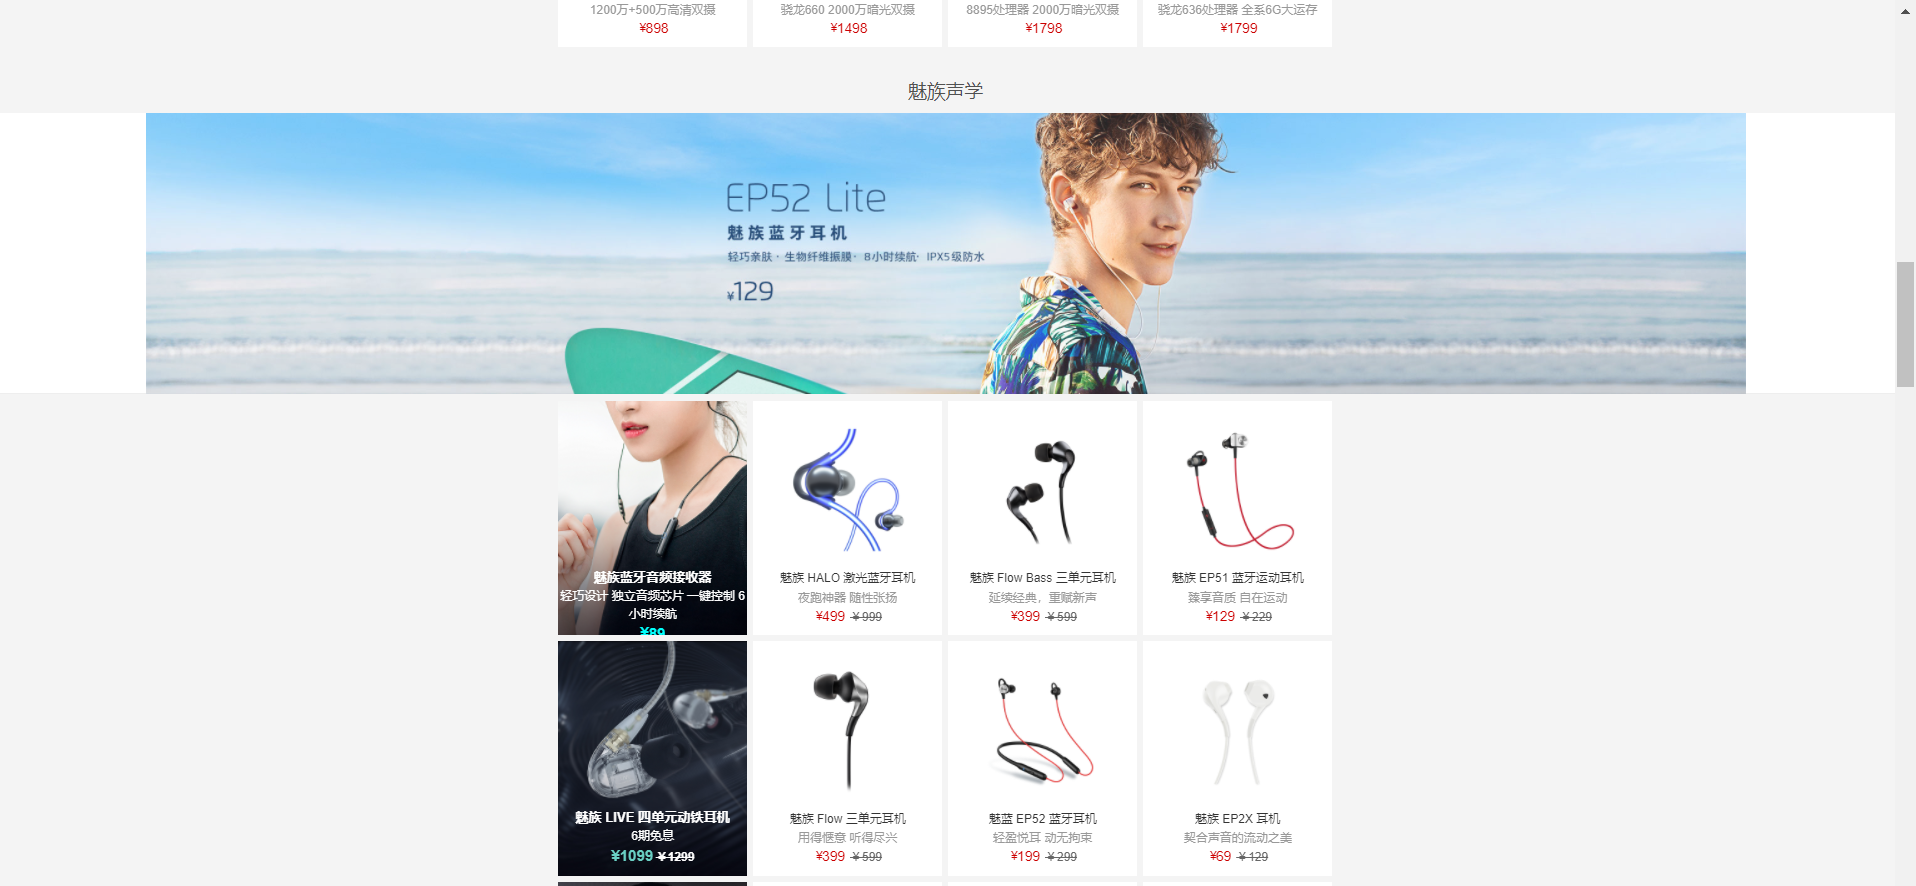 1200万+500万高清双摄
¥898
骁龙660 2000万暗光双摄
¥1498
8895处理器 2000万暗光双摄
¥1798
骁龙636处理器 全系6G大运存
¥1799
魅族声学
EP52 Lite
魅族蓝牙耳机
轻巧亲肤 · 生物纤维振膜 · 8小时续航 · IPX5级防水
¥129
魅族蓝牙音频接收器
轻巧设计 独立音频芯片 一键控制 6
小时续航
¥89
魅族 HALO 激光蓝牙耳机
夜跑神器 随性张扬
¥499 ¥999
魅族 Flow Bass 三单元耳机
延续经典，重赋新声
¥399 ¥599
魅族 EP51 蓝牙运动耳机
臻享音质 自在运动
¥129 ¥229
魅族 LIVE 四单元动铁耳机
6期免息
¥1099 ¥1299
魅族 Flow 三单元耳机
用得惬意 听得尽兴
¥399 ¥599
魅蓝 EP52 蓝牙耳机
轻盈悦耳 动无拘束
¥199 ¥299
魅族 EP2X 耳机
契合声音的流动之美
¥69 ¥129